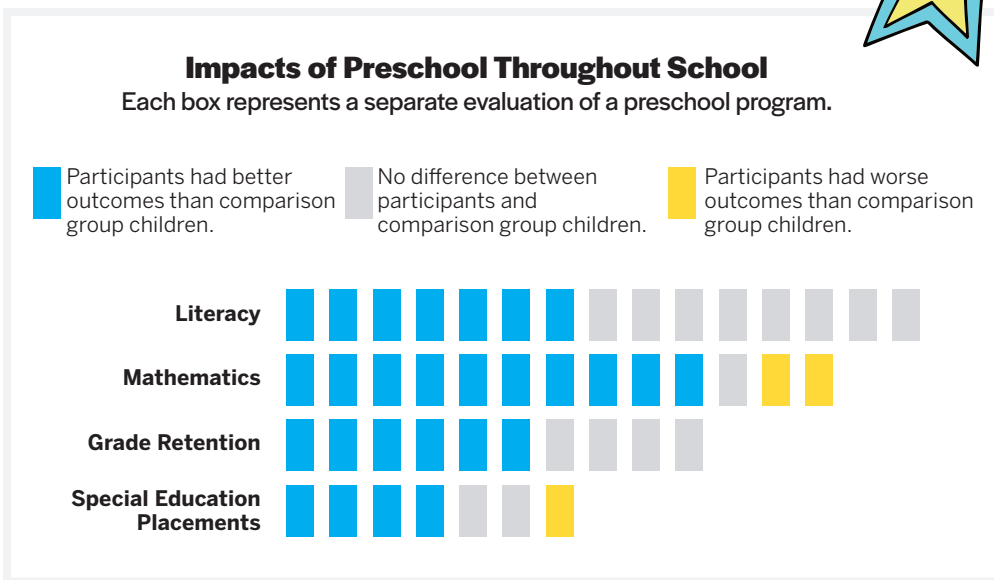 Impacts of Preschool Throughout School
Each box represents a separate evaluation of a preschool program.
Participants had better
outcomes than comparison
group children.
No difference between
participants and
comparison group children.
Participants had worse
outcomes than comparison
group children.
Literacy
Mathematics
Grade Retention
Special Education
Placements